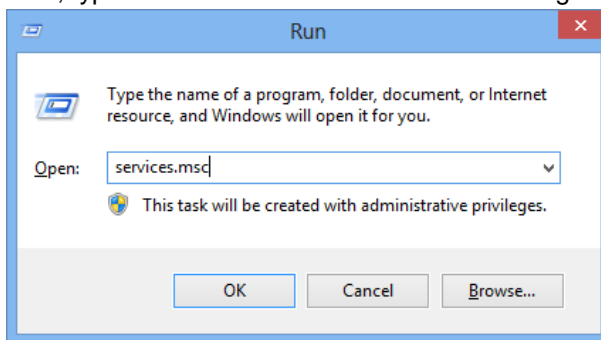 Run
Type the name of a program, folder, document, or Internet
resource, and Windows will open it for you.
Open: services.msc
This task will be created with administrative privileges.
OK Cancel Browse...